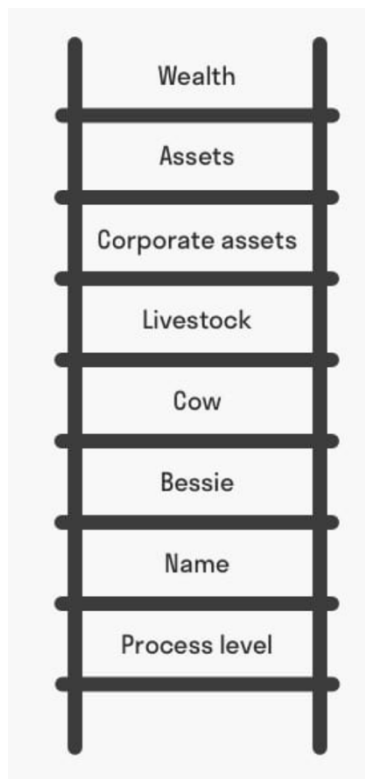 Wealth
Assets
Corporate assets
Livestock
Cow
Bessie
Name
Process level